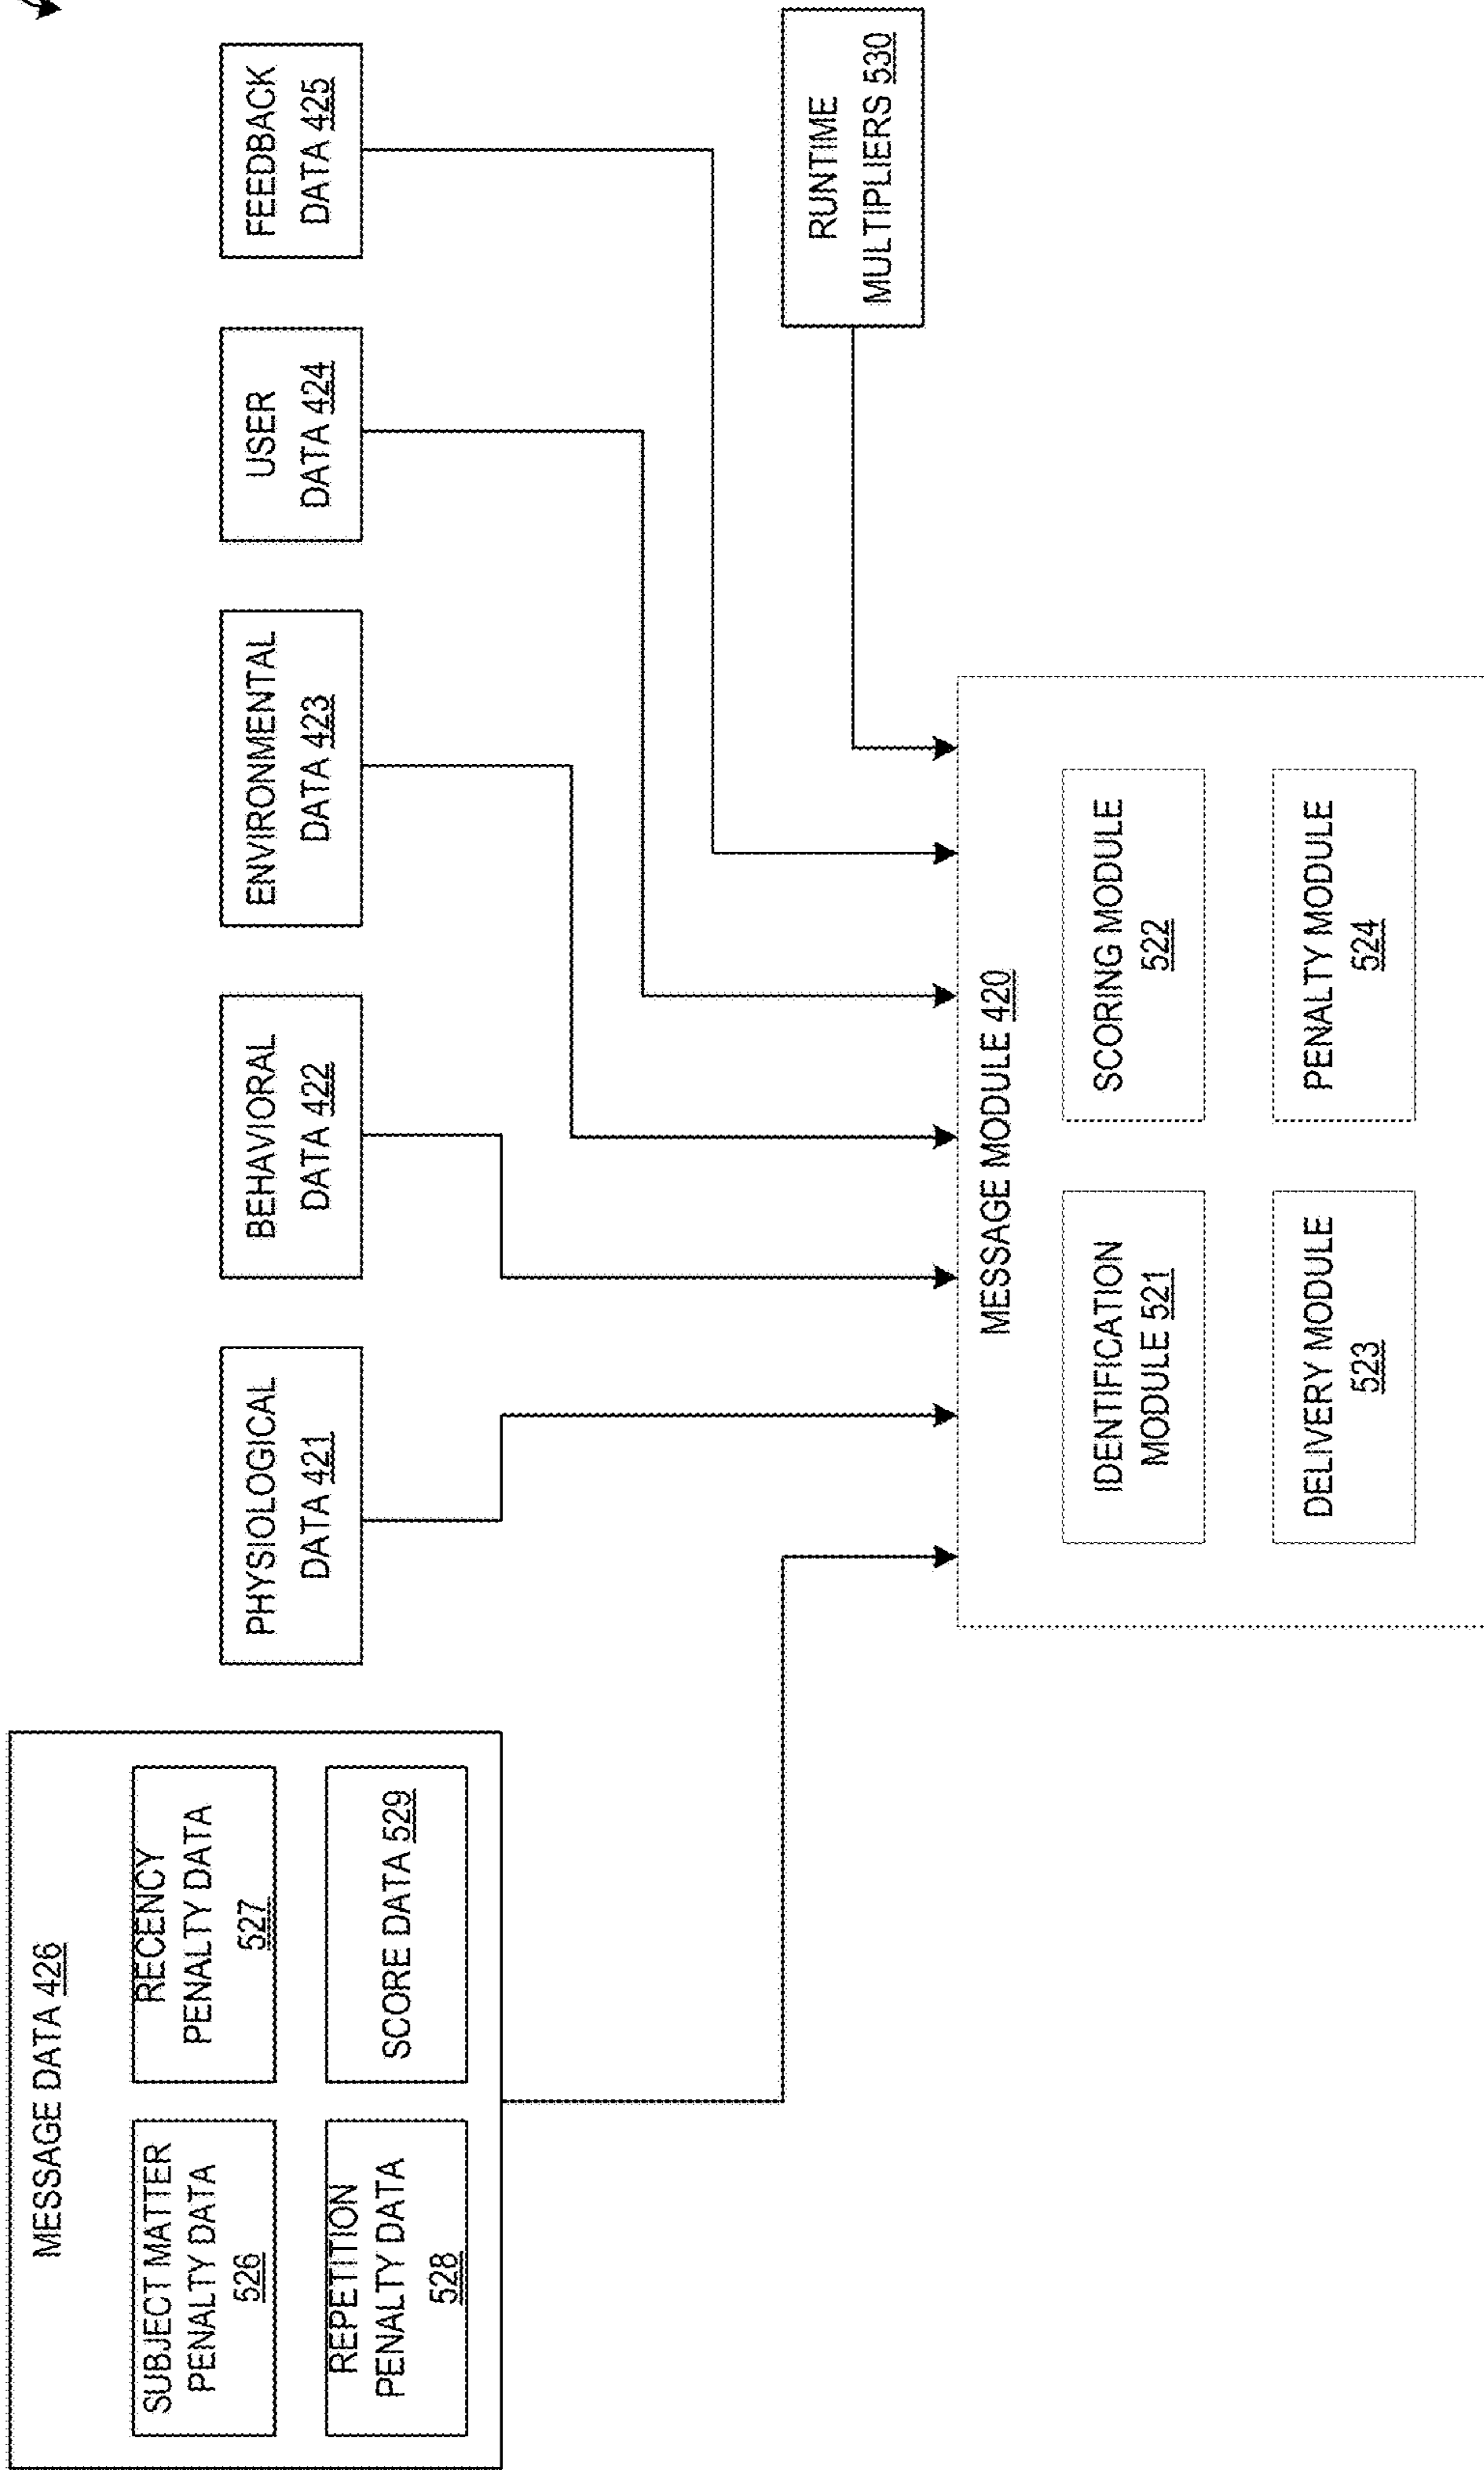 MESSAGE DATA 426
SUBJECT MATTER
PENALTY DATA
526
RECENCY
PENALTY DATA
527
REPETITION
PENALTY DATA
528
SCORE DATA 529
PHYSIOLOGICAL
DATA 421
BEHAVIORAL
DATA 422
ENVIRONMENTAL
DATA 423
USER
DATA 424
FEEDBACK
DATA 425
RUNTIME
MULTIPLIERS 530
MESSAGE MODULE 420
IDENTIFICATION
MODULE 521
SCORING MODULE
522
DELIVERY MODULE
523
PENALTY MODULE
524